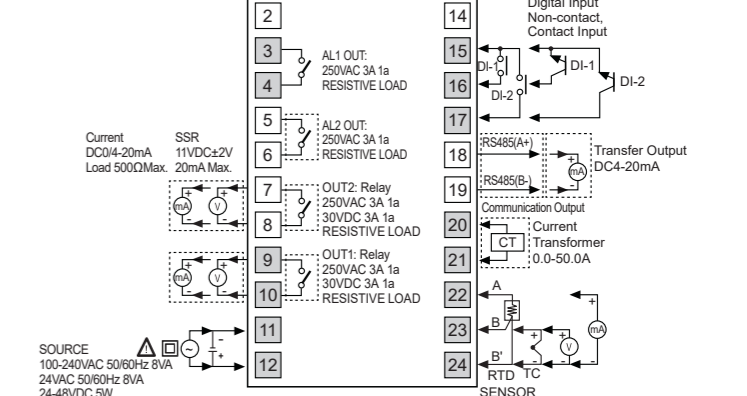 Digital Input
Non-contact,
Contact Input
2
14
3
AL1 OUT:
250VAC 3A 1a
RESISTIVE LOAD
4
15
DI-1
DI-1
16
DI-2
DI-2
17
5
AL2 OUT:
250VAC 3A 1a
RESISTIVE LOAD
6
Current
DC0/4-20mA
Load 500ΩMax.
SSR
11VDC±2V
20mA Max.
18
RS485(A+)
Transfer Output
DC4-20mA
+
mA
-
19
RS485(B-)
Communication Output
7
OUT2: Relay
250VAC 3A 1a
30VDC 3A 1a
RESISTIVE LOAD
8
+
mA
-
+
V
-
20
Current
Transformer
0.0-50.0A
CT
21
9
OUT1: Relay
250VAC 3A 1a
30VDC 3A 1a
RESISTIVE LOAD
10
+
mA
-
+
V
-
22
A
23
B
24
B'
RTD
TC
SENSOR
+
-
+
V
-
+
mA
-
11
12
SOURCE
100-240VAC 50/60Hz 8VA
24VAC 50/60Hz 8VA
24-48VDC 5W
-
+